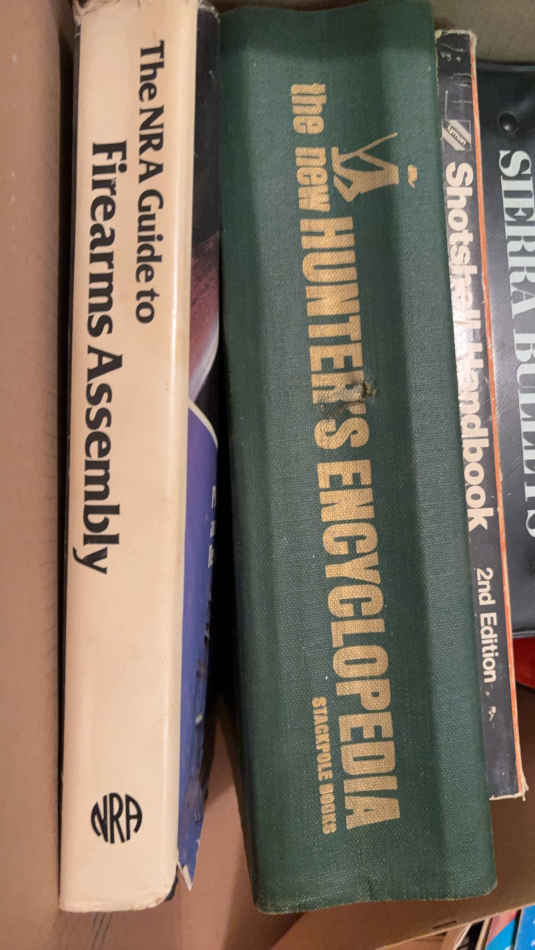 The NRA Guide to
Firearms Assembly
NRA
the new HUNTER'S ENCYCLOPEDIA
STACKPOLE BOOKS
Lyman
Shotshell Handbook
2nd Edition
SIERRA BULLETS